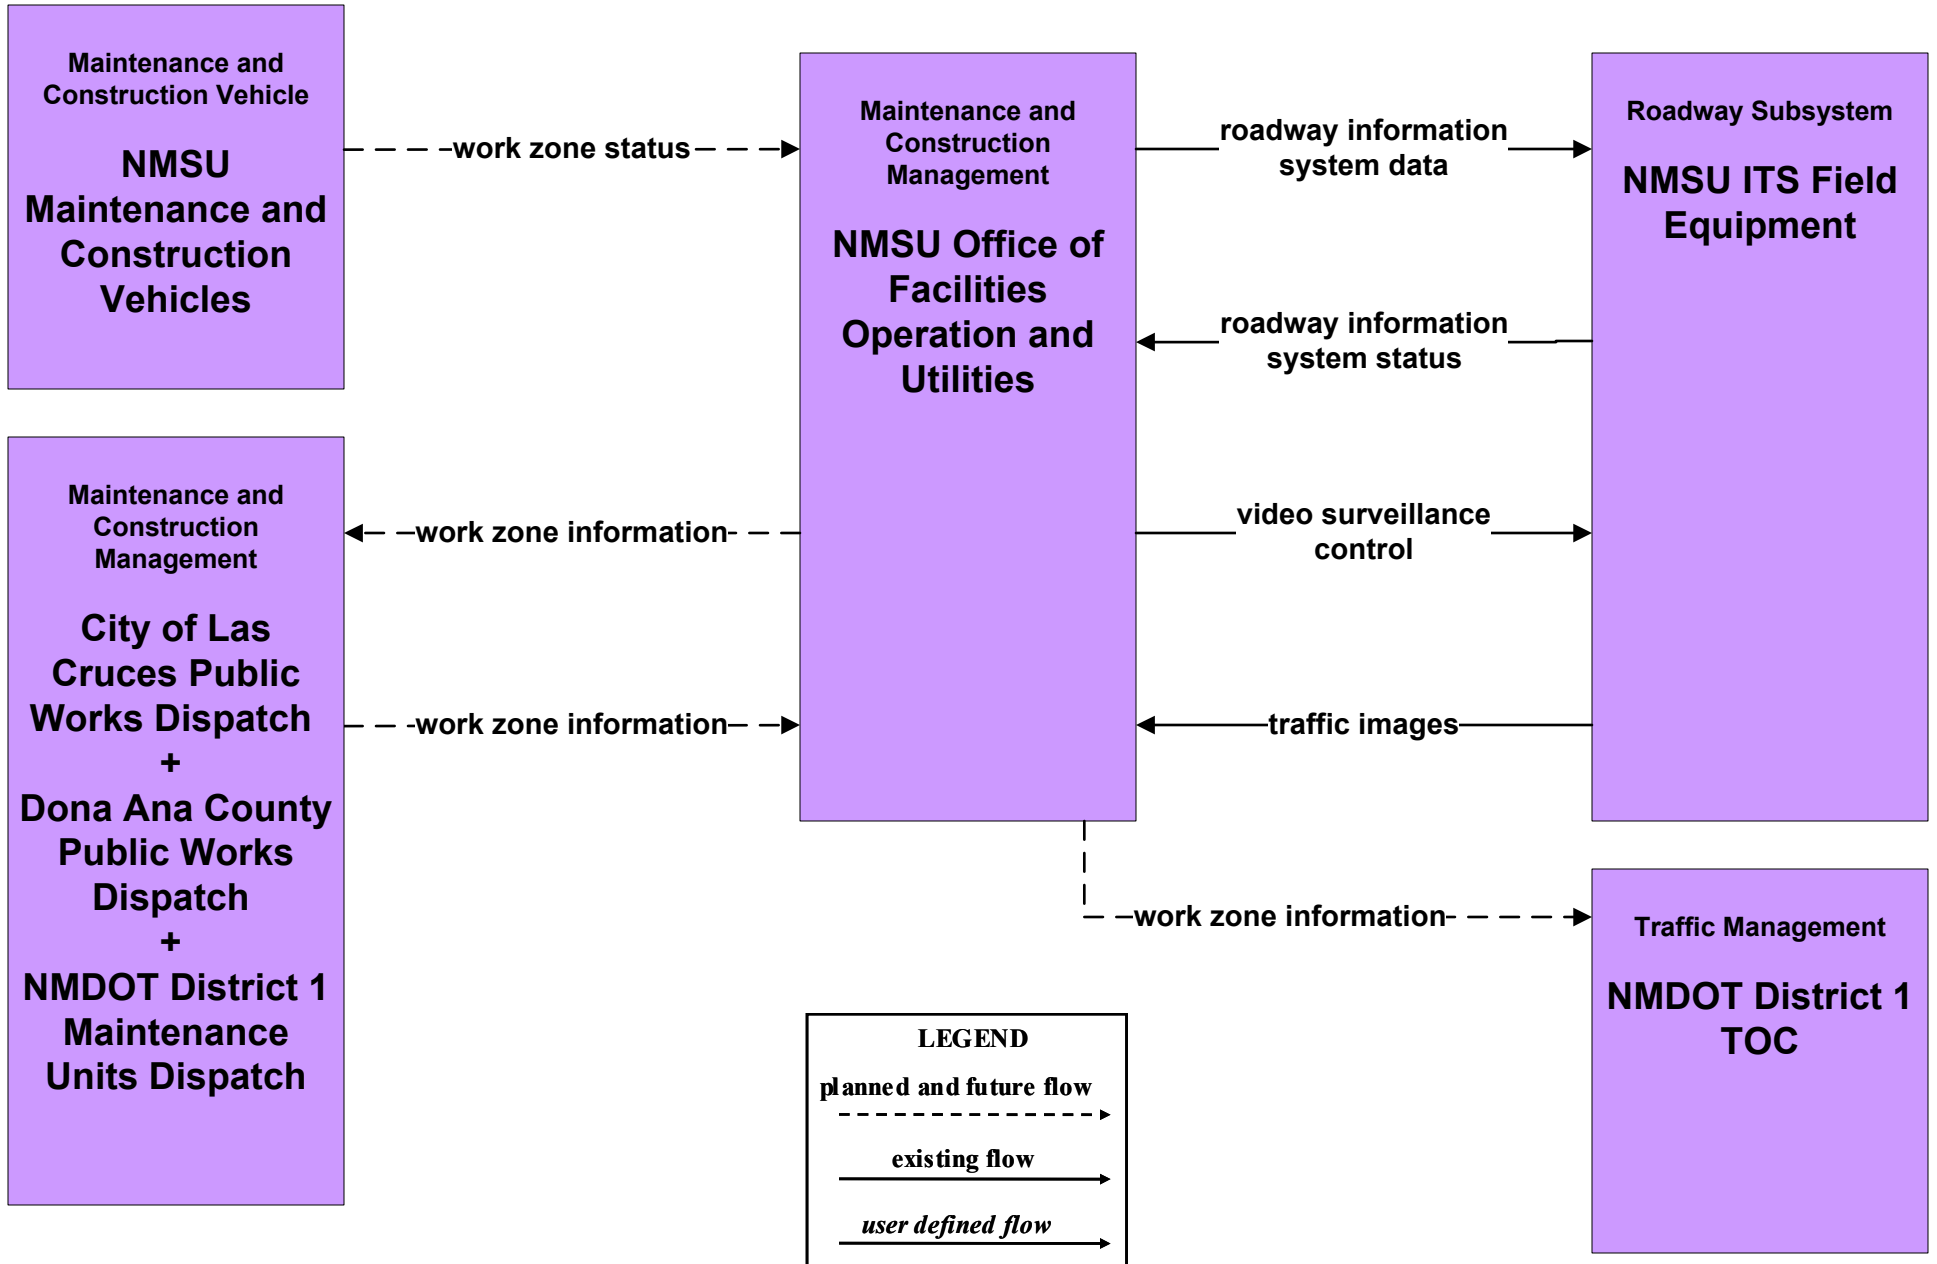 Maintenance and
Construction Vehicle
NMSU
Maintenance and
Construction
Vehicles
work zone status
Maintenance and
Construction
Management
NMSU Office of
Facilities
Operation and
Utilities
roadway information
system data
Roadway Subsystem
NMSU ITS Field
Equipment
roadway information
system status
video surveillance
control
traffic images
Maintenance and
Construction
Management
City of Las
Cruces Public
Works Dispatch
+
Dona Ana County
Public Works
Dispatch
+
NMDOT District 1
Maintenance
Units Dispatch
work zone information
work zone information
work zone information
Traffic Management
NMDOT District 1
TOC
LEGEND
planned and future flow
existing flow
user defined flow